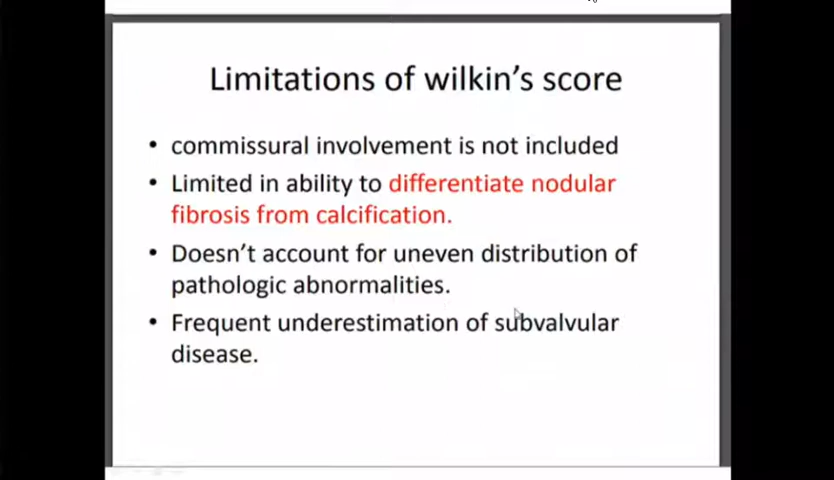 Limitations of wilkin's score
• commissural involvement is not included
• Limited in ability to differentiate nodular
fibrosis from calcification.
• Doesn't account for uneven distribution of
pathologic abnormalities.
• Frequent underestimation of subvalvular
disease.